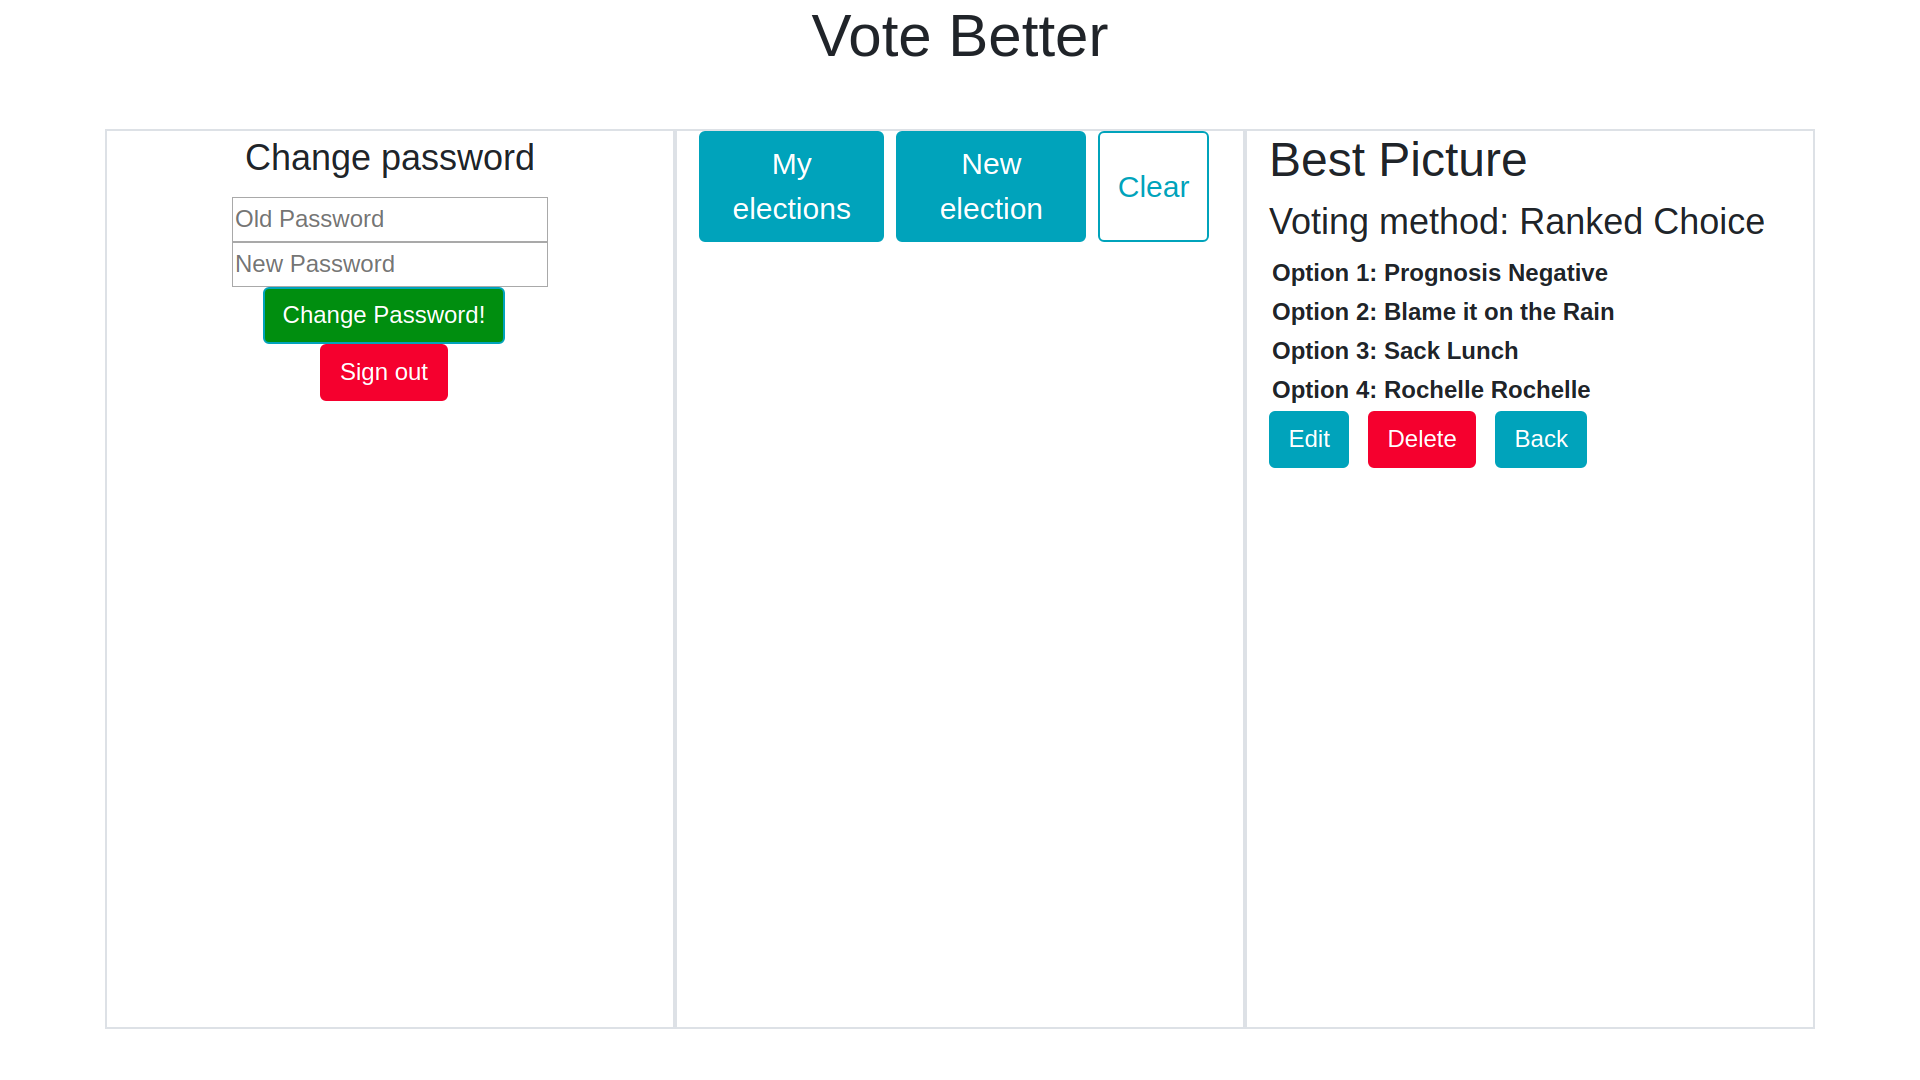 Vote Better
Change password
Old Password
New Password
Change Password!
Sign out
My
elections
New
election
Clear
Best Picture
Voting method: Ranked Choice
Option 1: Prognosis Negative
Option 2: Blame it on the Rain
Option 3: Sack Lunch
Option 4: Rochelle Rochelle
Edit
Delete
Back